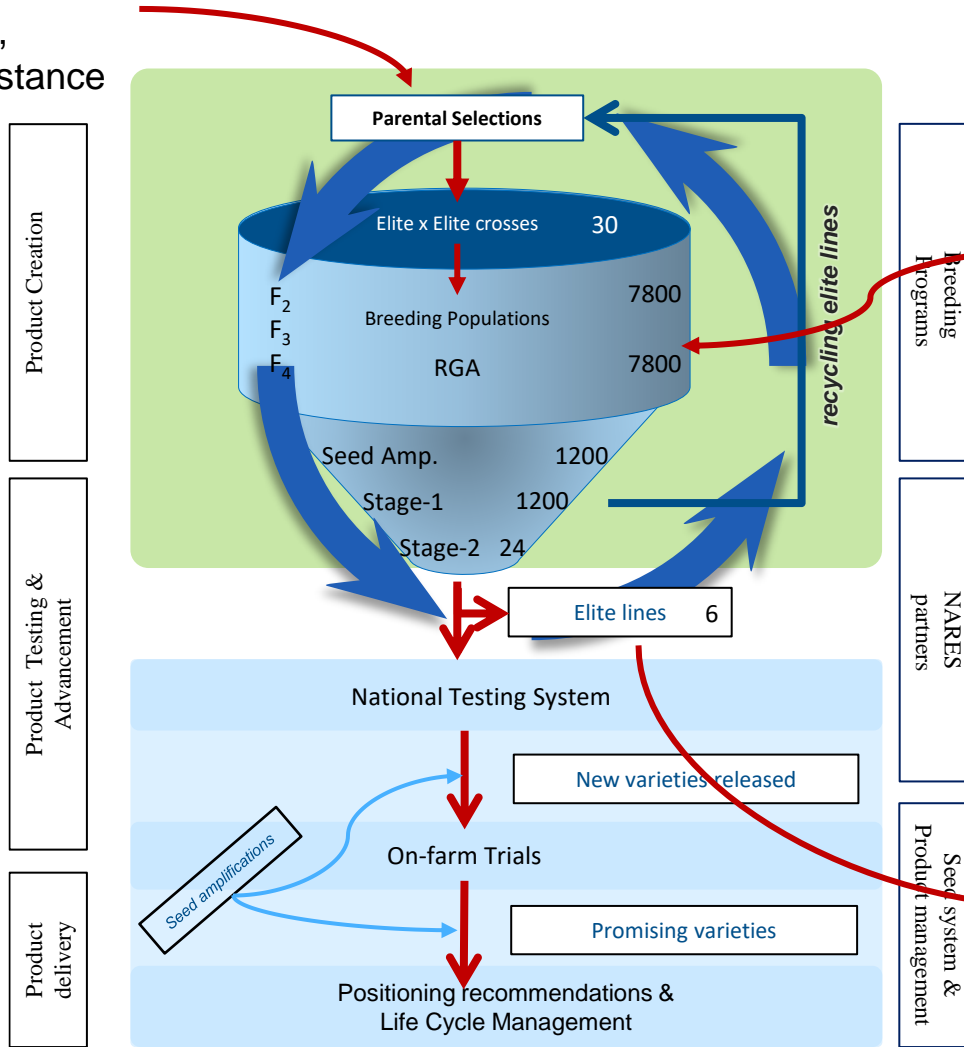 ,
stance
Parental Selections
Elite x Elite crosses 30
F2
F3
F4
7800
Breeding Populations
RGA 7800
Seed Amp. 1200
Stage-1 1200
Stage-2 24
recycling elite lines
Elite lines 6
National Testing System
New varieties released
On-farm Trials
Seed amplifications
Promising varieties
Positioning recommendations &
Life Cycle Management
Product Creation
Product Testing &
Advancement
Product
delivery
Breeding
Programs
NARES
partners
Seed system &
Product management